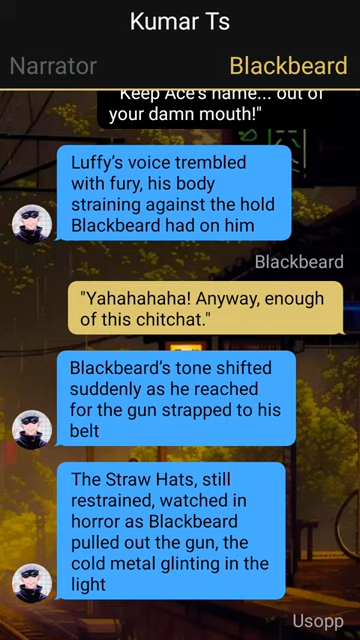 Kumar Ts
Narrator
Blackbeard
"Keep Ace's name... out of
your damn mouth!"
Luffy's voice trembled
with fury, his body
straining against the hold
Blackbeard had on him
Blackbeard
"Yahahahaha! Anyway, enough
of this chitchat."
Blackbeard's tone shifted
suddenly as he reached
for the gun strapped to his
belt
The Straw Hats, still
restrained, watched in
horror as Blackbeard
pulled out the gun, the
cold metal glinting in the
light
Usopp